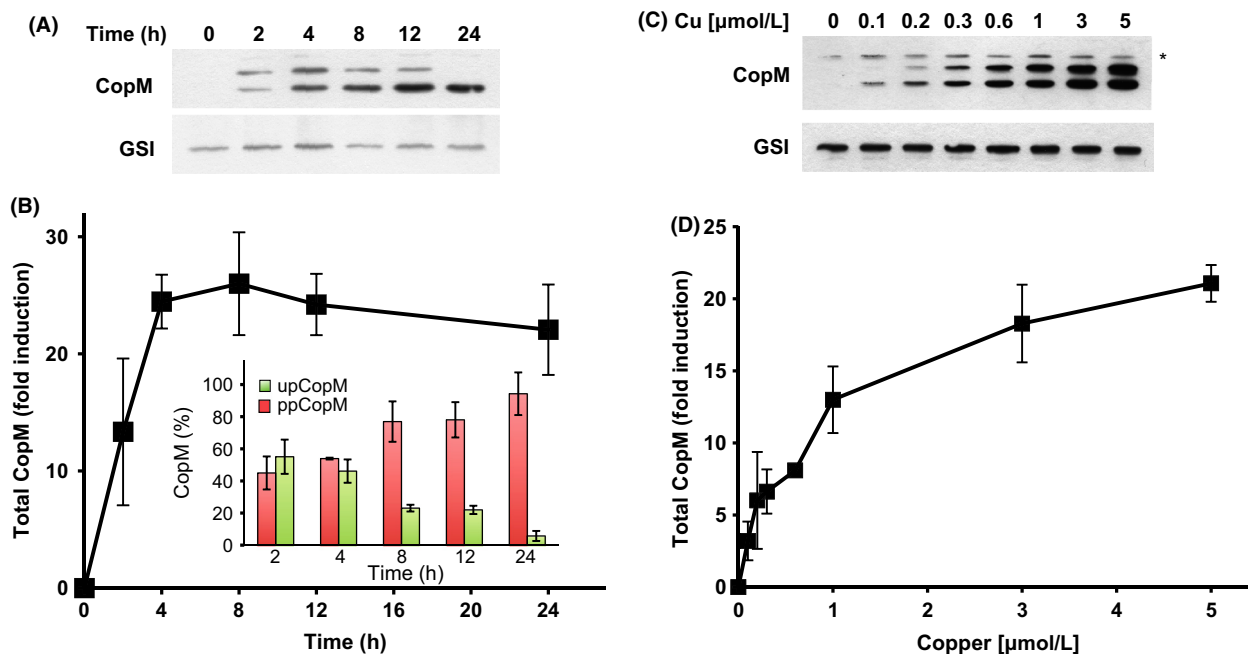 (A)
Time (h) 0 2 4 8 12 24
CopM
GSI
(B)
Total CopM (fold induction)
30
20
10
0
0 4 8 12 16 20 24
Time (h)
CopM (%)
100
80
60
40
20
0
upCopM
ppCopM
2 4 8 12 24
Time (h)
(C) Cu [µmol/L] 0 0.1 0.2 0.3 0.6 1 3 5
*
CopM
GSI
(D)
Total CopM (fold induction)
25
20
15
10
5
0
0 1 2 3 4 5
Copper [µmol/L]